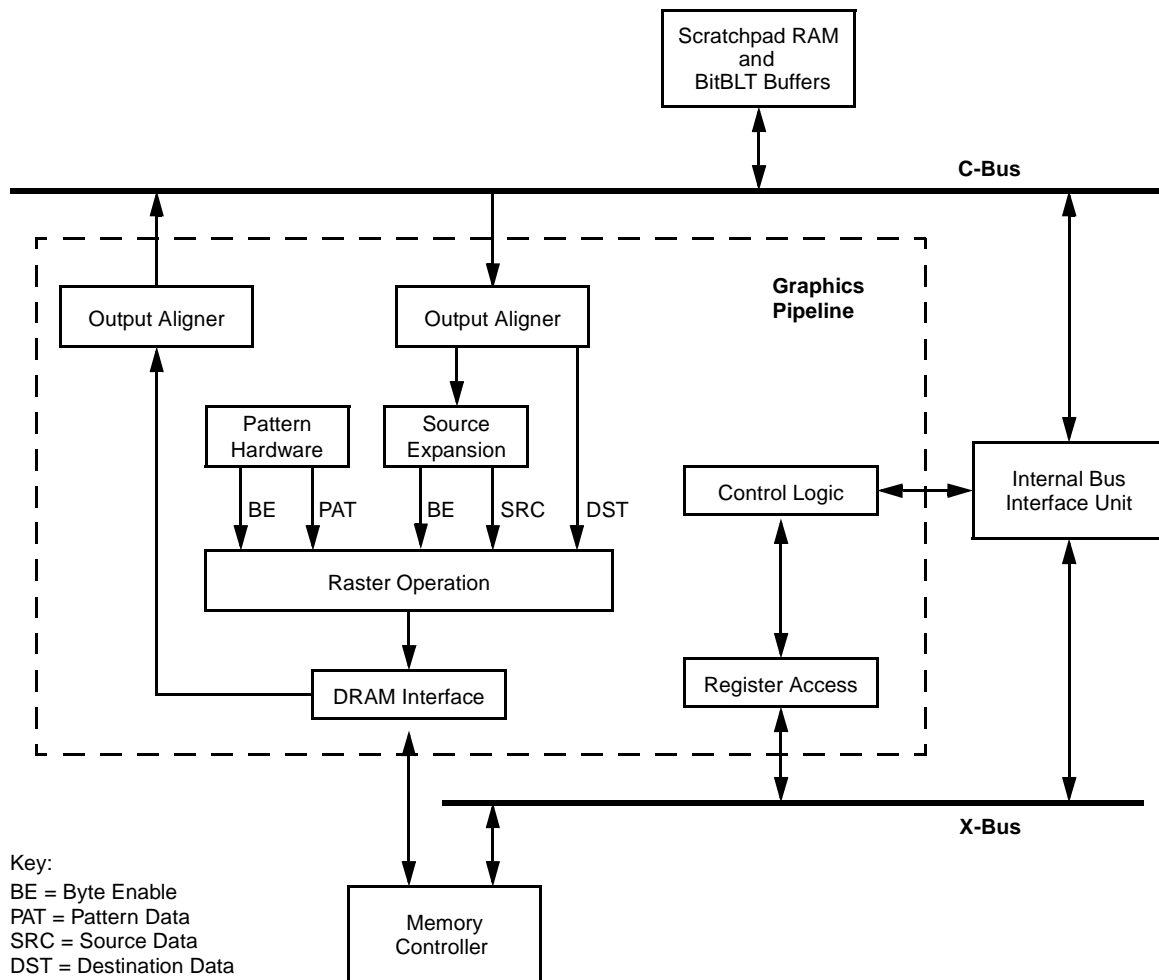 Scratchpad RAM
and
BitBLT Buffers
C-Bus
Graphics
Pipeline
Output Aligner
Output Aligner
Pattern
Hardware
Source
Expansion
Control Logic
Internal Bus
Interface Unit
BE
PAT
BE
SRC
DST
Raster Operation
Register Access
DRAM Interface
X-Bus
Memory
Controller
Key:
BE = Byte Enable
PAT = Pattern Data
SRC = Source Data
DST = Destination Data